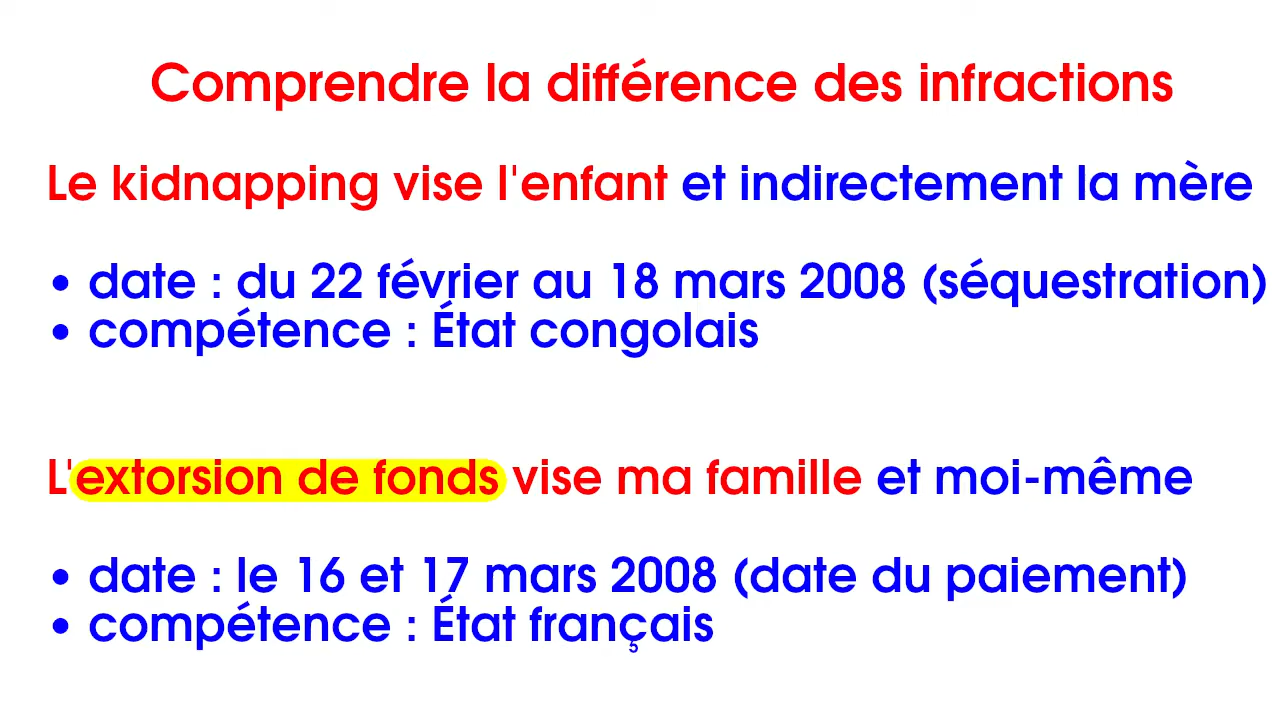 Comprendre la différence des infractions
Le kidnapping vise l'enfant et indirectement la mère
• date : du 22 février au 18 mars 2008 (séquestration)
• compétence : État congolais
L'extorsion de fonds vise ma famille et moi-même
• date : le 16 et 17 mars 2008 (date du paiement)
• compétence : État français